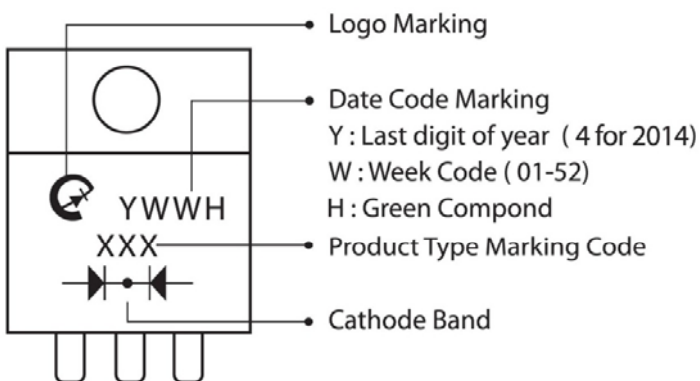 Logo Marking
Date Code Marking
Y : Last digit of year ( 4 for 2014)
W : Week Code ( 01-52)
H : Green Compond
YWWH
XXX
Product Type Marking Code
Cathode Band